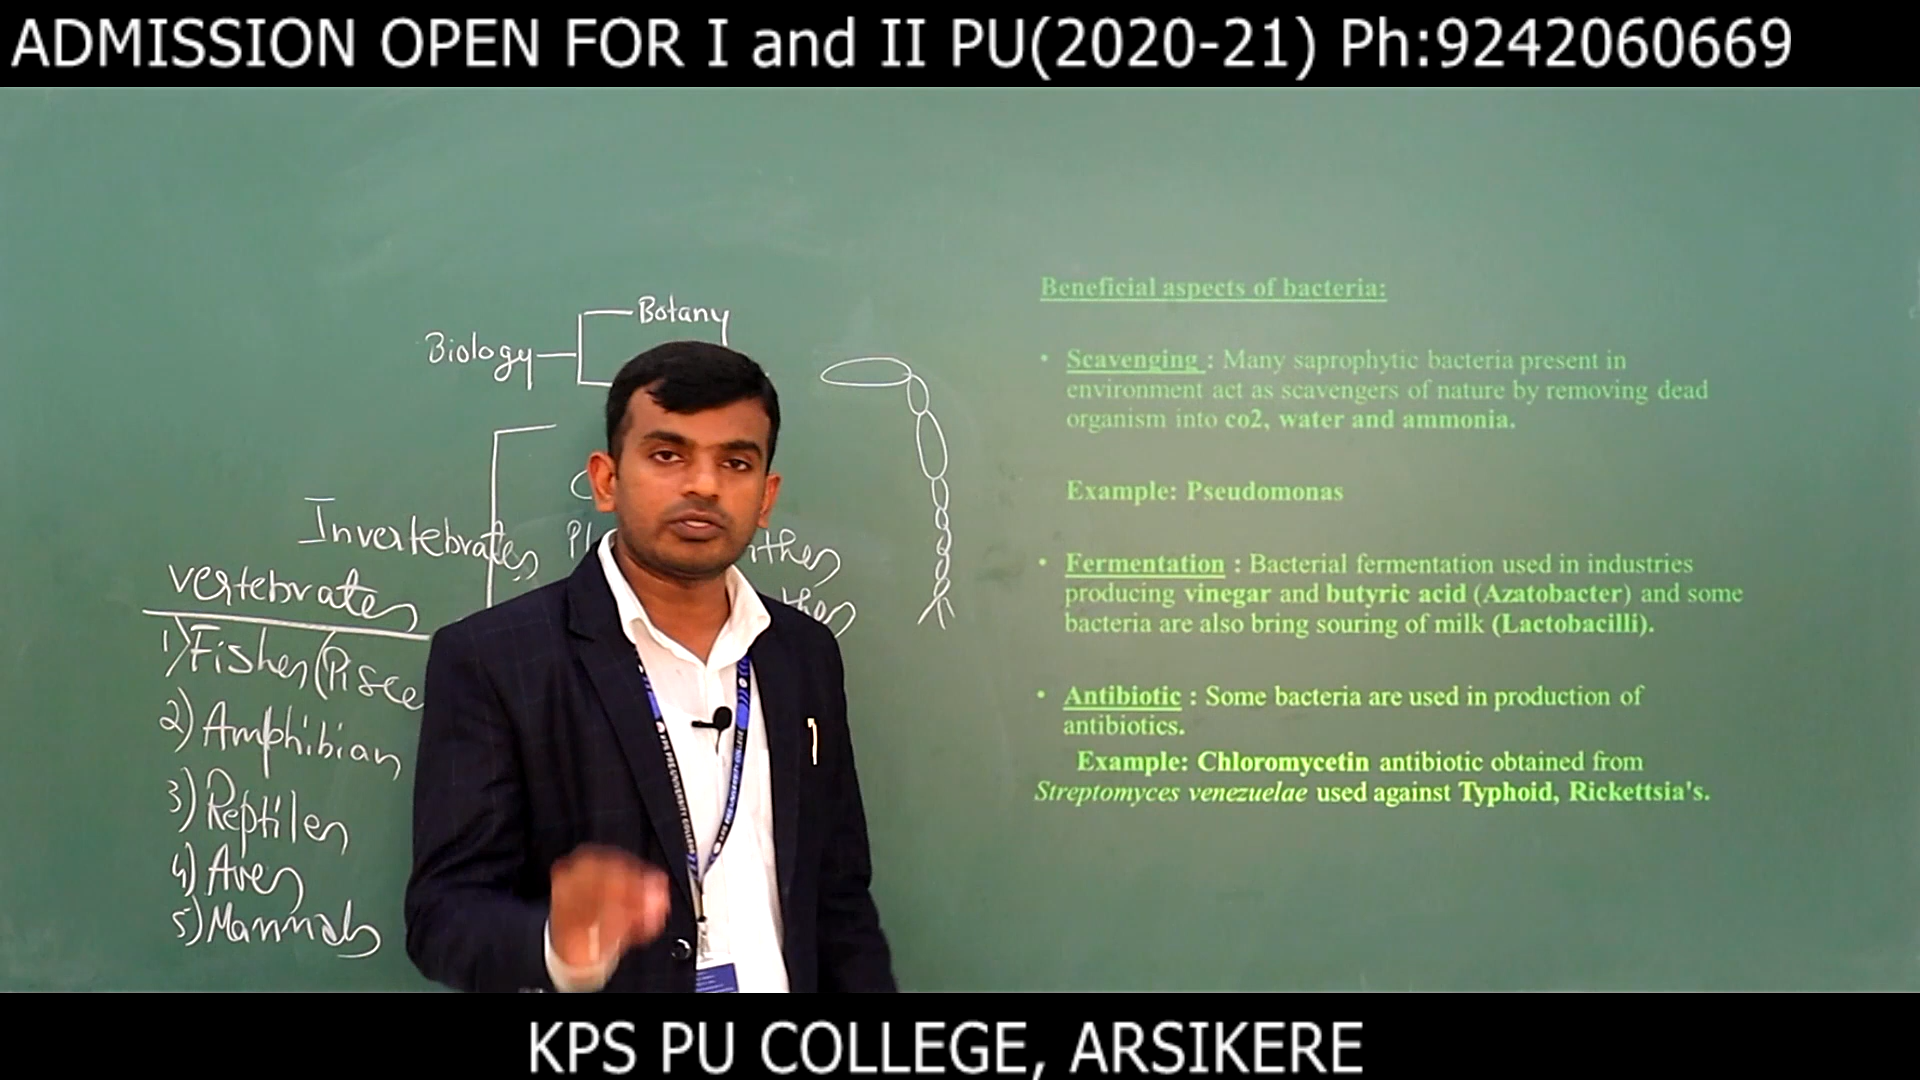 ADMISSION OPEN FOR I and II PU(2020-21) Ph:9242060669
Biology
Botany
Invertebrates
vertebrates
1) Fishes (Pisce
2) Amphibian
3) Reptiles
4) Aves
5) Mammals
Beneficial aspects of bacteria:
• Scavenging : Many saprophytic bacteria present in
environment act as scavengers of nature by removing dead
organism into co2, water and ammonia.
Example: Pseudomonas
• Fermentation : Bacterial fermentation used in industries
producing vinegar and butyric acid (Azatobacter) and some
bacteria are also bring souring of milk (Lactobacilli).
• Antibiotic : Some bacteria are used in production of
antibiotics.
Example: Chloromycetin antibiotic obtained from
Streptomyces venezuelae used against Typhoid, Rickettsia's.
KPS PU COLLEGE, ARSIKERE